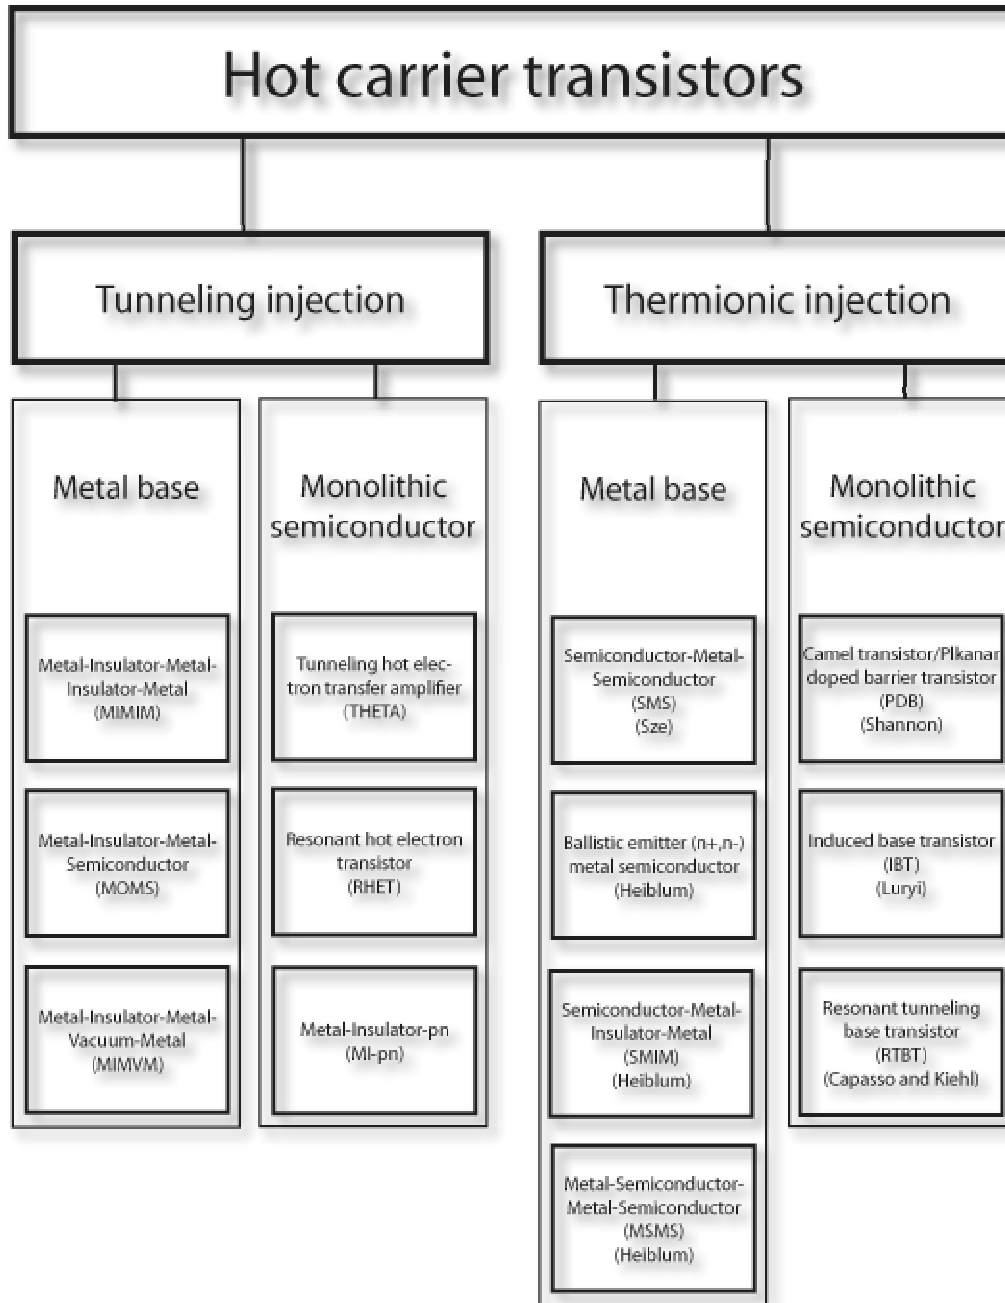 Hot carrier transistors
Tunneling injection
Metal base
Metal-Insulator-Metal-
Insulator-Metal
(MIMIM)
Metal-Insulator-Metal-
Semiconductor
(MOMS)
Metal-Insulator-Metal-
Vacuum-Metal
(MIMVM)
Monolithic
semiconductor
Tunneling hot elec-
tron transfer amplifier
(THETA)
Resonant hot electron
transistor
(RHET)
Metal-Insulator-pn
(MI-pn)
Thermionic injection
Metal base
Semiconductor-Metal-
Semiconductor
(SMS)
(Sze)
Ballistic emitter (n+,n-)
metal semiconductor
(Heiblum)
Semiconductor-Metal-
Insulator-Metal
(SMIM)
(Heiblum)
Metal-Semiconductor-
Metal-Semiconductor
(MSMS)
(Heiblum)
Monolithic
semiconductor
Camel transistor/Plkanar
doped barrier transistor
(PDB)
(Shannon)
Induced base transistor
(IBT)
(Luryi)
Resonant tunneling
base transistor
(RTBT)
(Capasso and Kiehl)